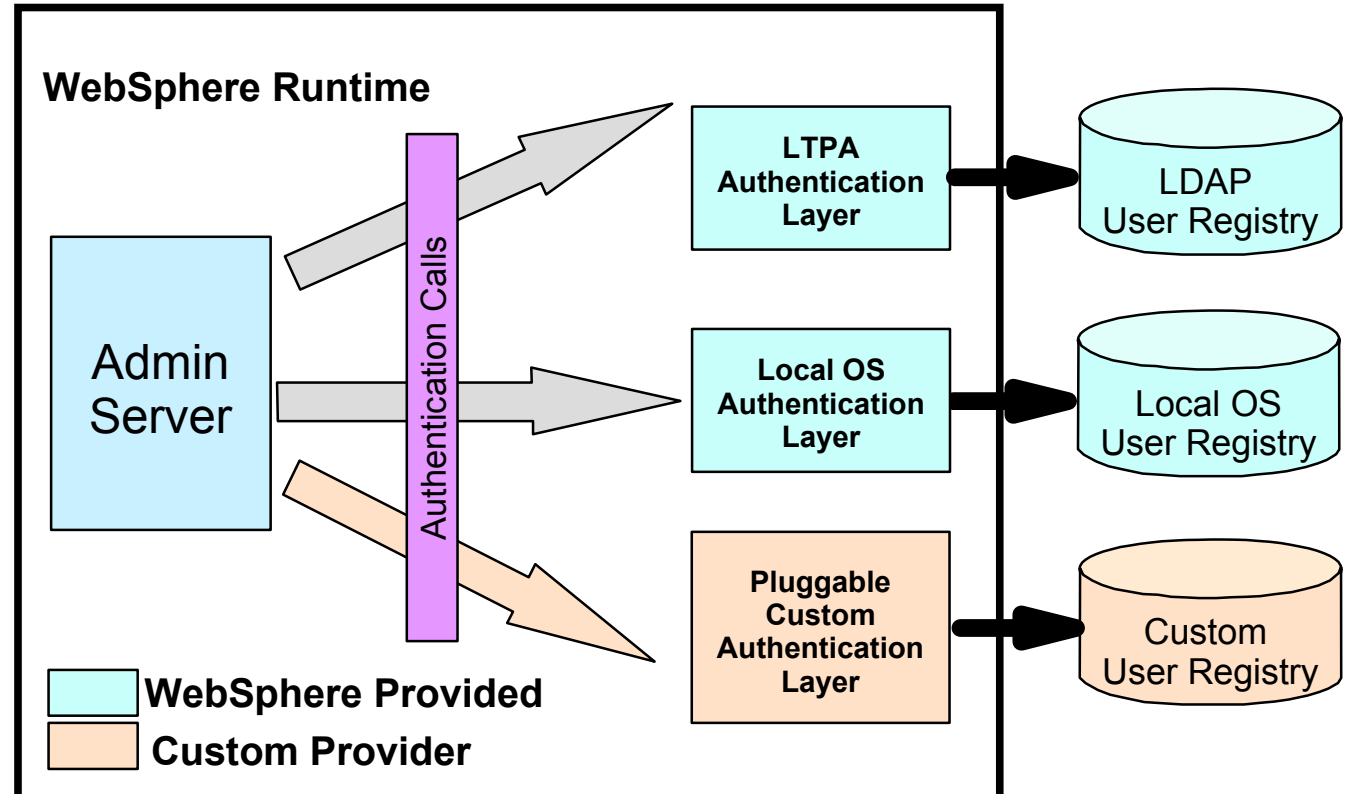 WebSphere Runtime
Admin
Server
Authentication Calls
LTPA
Authentication
Layer
LDAP
User Registry
Local OS
Authentication
Layer
Local OS
User Registry
Pluggable
Custom
Authentication
Layer
Custom
User Registry
WebSphere Provided
Custom Provider